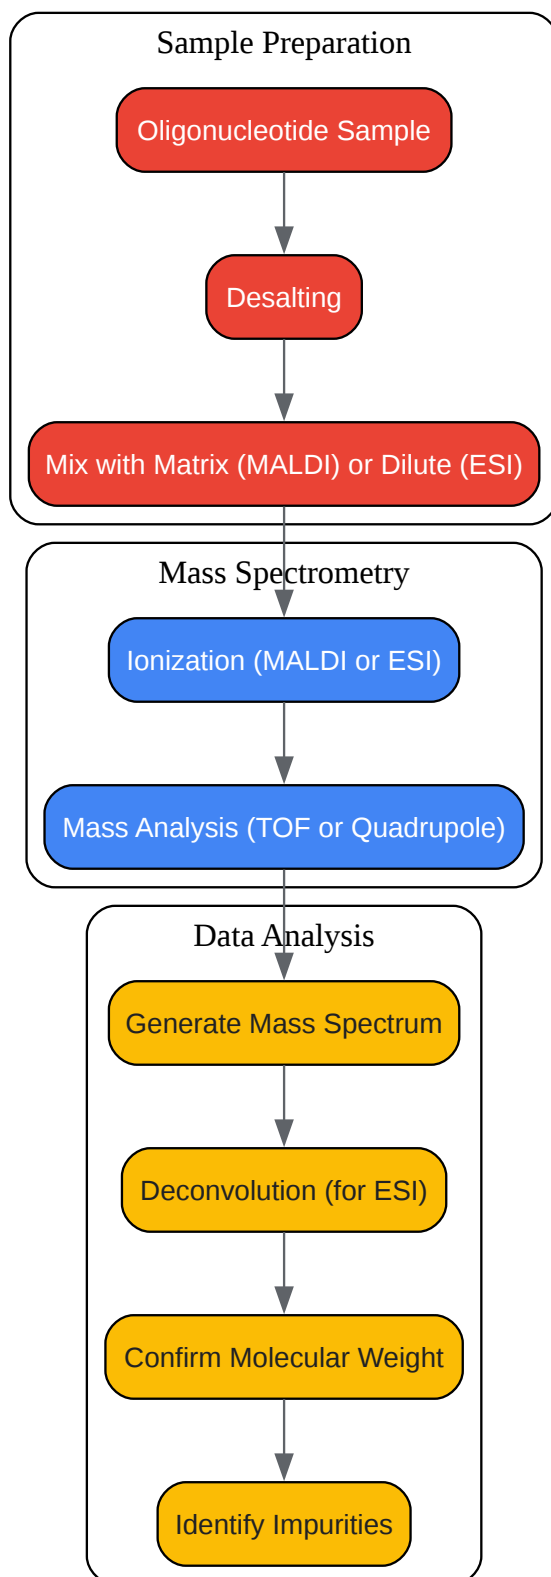 Sample Preparation
Oligonucleotide Sample
Desalting
Mix with Matrix (MALDI) or Dilute (ESI)
Mass Spectrometry
Ionization (MALDI or ESI)
Mass Analysis (TOF or Quadrupole)
Data Analysis
Generate Mass Spectrum
Deconvolution (for ESI)
Confirm Molecular Weight
Identify Impurities